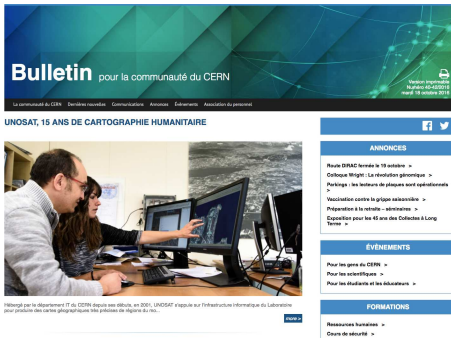 Bulletin pour la communauté du CERN
Version imprimable
Numéro 40-42/2016
mardi 18 octobre 2016
La communauté du CERN Dernières nouvelles Communications Annonces Évènements Association du personnel
UNOSAT, 15 ANS DE CARTOGRAPHIE HUMANITAIRE
Hébergé par le département IT du CERN depuis ses débuts, en 2001, UNOSAT s'appuie sur l'infrastructure informatique du Laboratoire
pour produire des cartes géographiques très précises de régions du mo...
more >
ANNONCES
Route DIRAC fermée le 19 octobre >
Colloque Wright : La révolution génomique >
Parkings : les lecteurs de plaques sont opérationnels
>
Vaccination contre la grippe saisonnière >
Préparation à la retraite – séminaires >
Exposition pour les 45 ans des Collectes à Long
Terme >
ÉVÈNEMENTS
Pour les gens du CERN >
Pour les scientifiques >
Pour les étudiants et les éducateurs >
FORMATIONS
Ressources humaines >
Cours de sécurité >